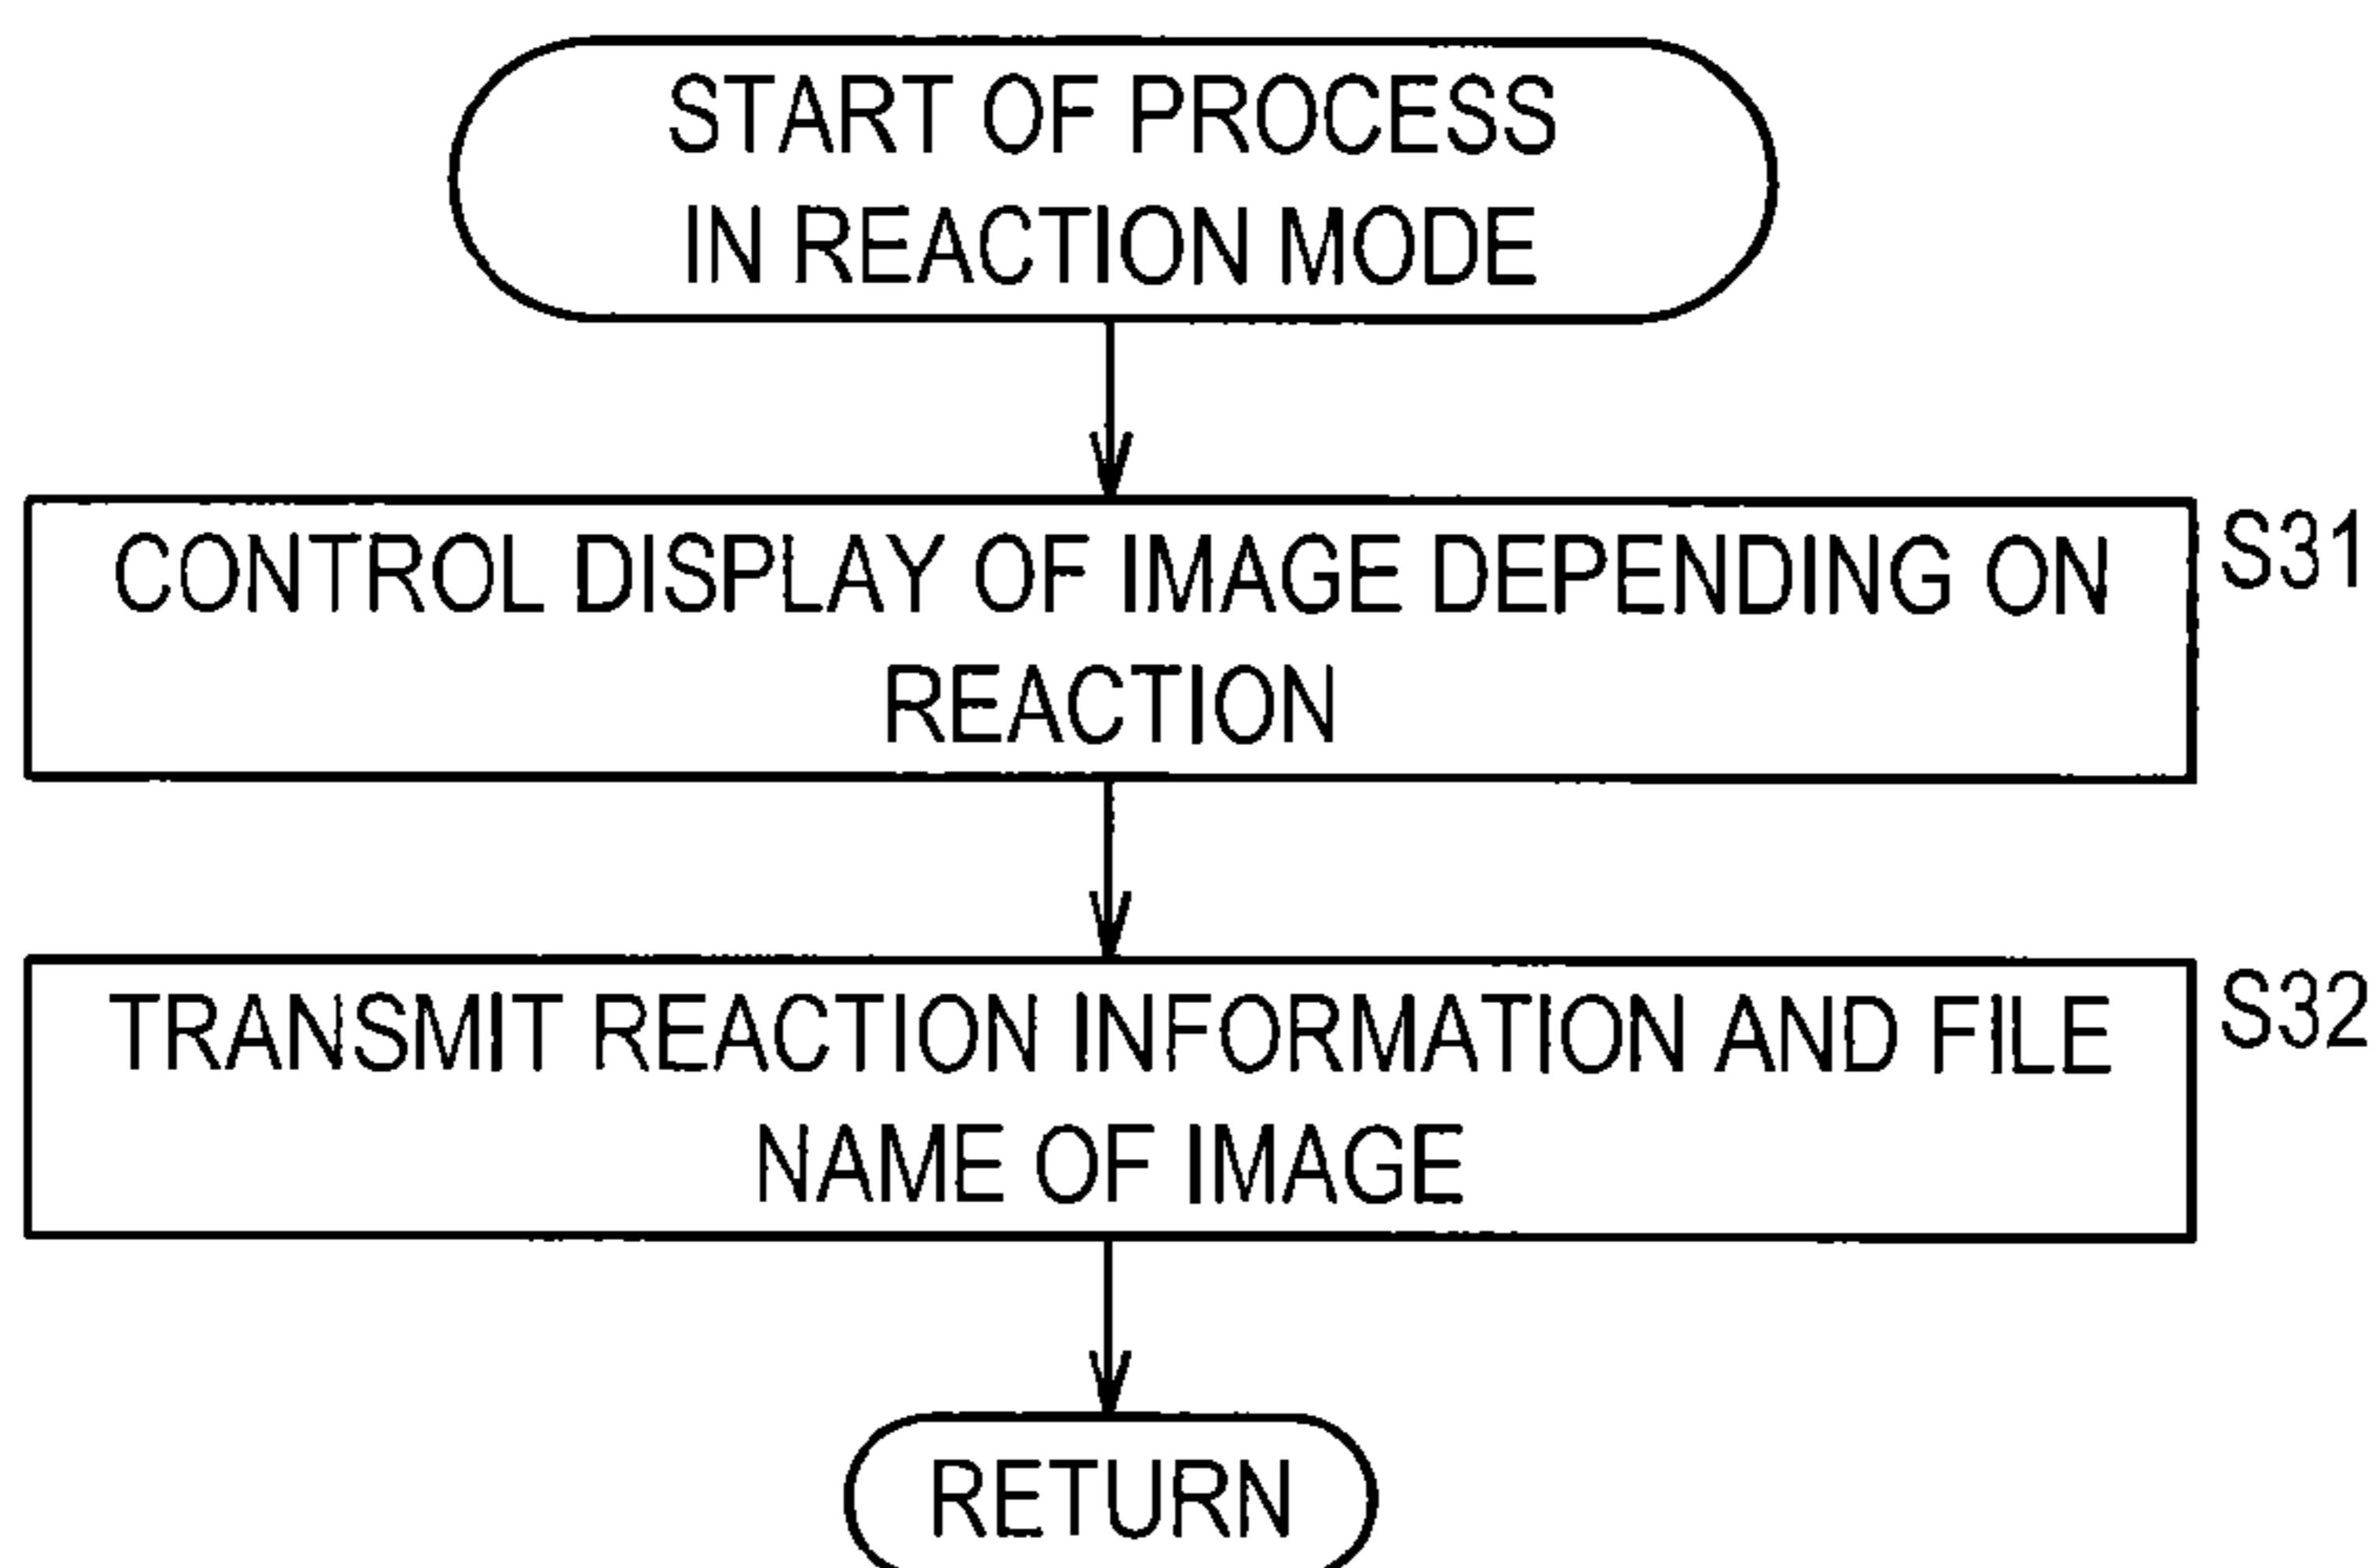 START OF PROCESS
IN REACTION MODE
CONTROL DISPLAY OF IMAGE DEPENDING ON
REACTION
S31
TRANSMIT REACTION INFORMATION AND FILE
NAME OF IMAGE
S32
RETURN